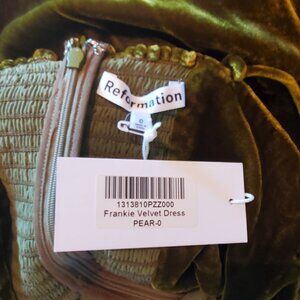 Reformation
0
1313810PZZ000
Frankie Velvet Dress
PEAR-0